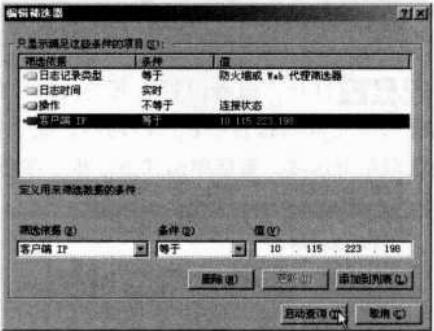 编辑筛选器
只显示满足这些条件的项目(E):
筛选依据 条件 值
日志记录类型 等于 防火墙或 Web 代理筛选器
日志时间 实时
操作 不等于 连接状态
客户端 IP 等于 10.115.223.198
定义用来筛选数据的条件:
筛选依据(Z) 条件(D) 值(V)
客户端 IP 等于 10 . 115 . 223 . 198
删除(R) 更新(U) 添加到列表(L)
启动查询 取消(C)